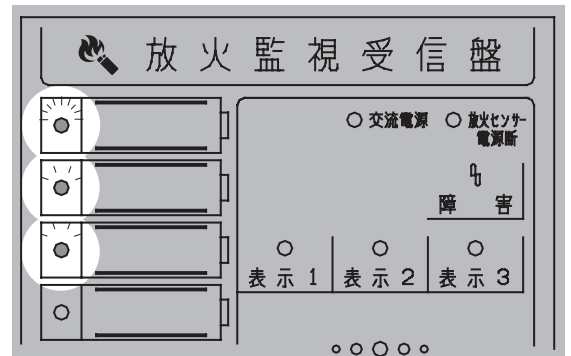 放火監視受信盤
交流電源
放火センサー
電源断
障害
表示1
表示2
表示3